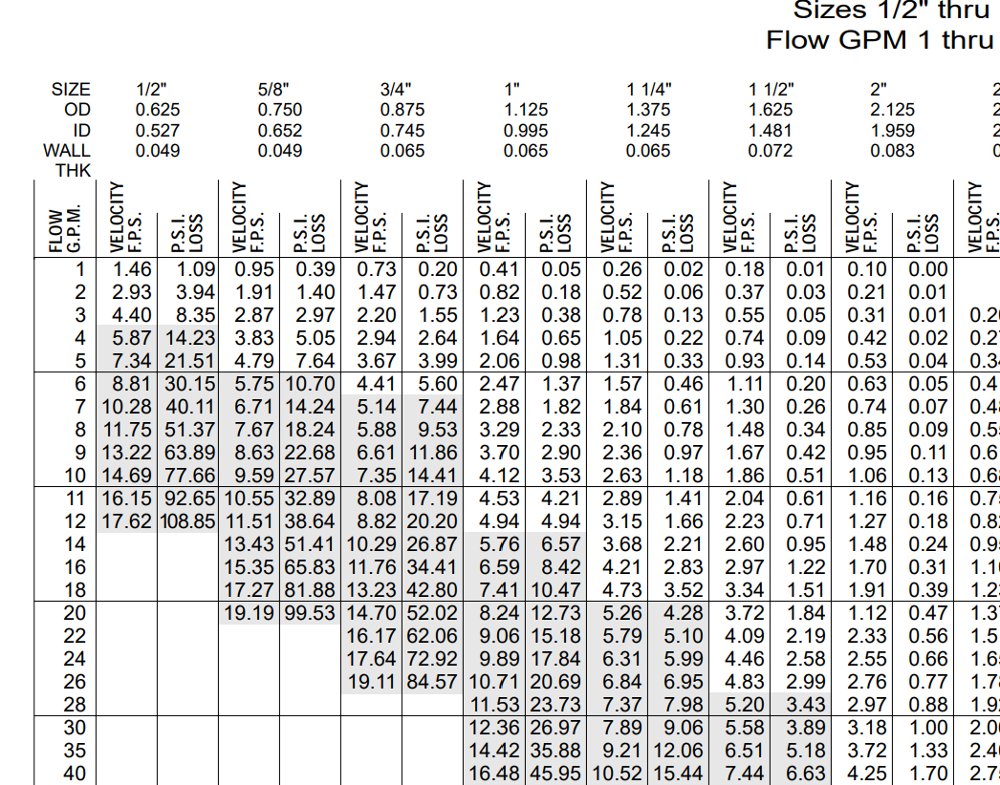 Sizes 1/2" thru
Flow GPM 1 thru
SIZE 1/2" 5/8" 3/4" 1" 1 1/4" 1 1/2" 2"
OD 0.625 0.750 0.875 1.125 1.375 1.625 2.125
ID 0.527 0.652 0.745 0.995 1.245 1.481 1.959
WALL 0.049 0.049 0.065 0.065 0.065 0.072 0.083
THK
FLOW G.P.M. VELOCITY F.P.S. P.S.I. LOSS VELOCITY F.P.S. P.S.I. LOSS VELOCITY F.P.S. P.S.I. LOSS VELOCITY F.P.S. P.S.I. LOSS VELOCITY F.P.S. P.S.I. LOSS VELOCITY F.P.S. P.S.I. LOSS VELOCITY F.P.S. P.S.I. LOSS VELOCITY F.P.S.
1 1.46 1.09 0.95 0.39 0.73 0.20 0.41 0.05 0.26 0.02 0.18 0.01 0.10 0.00
2 2.93 3.94 1.91 1.40 1.47 0.73 0.82 0.18 0.52 0.06 0.37 0.03 0.21 0.01
3 4.40 8.35 2.87 2.97 2.20 1.55 1.23 0.38 0.78 0.13 0.55 0.05 0.31 0.01
4 5.87 14.23 3.83 5.05 2.94 2.64 1.64 0.65 1.05 0.22 0.74 0.09 0.42 0.02
5 7.34 21.51 4.79 7.64 3.67 3.99 2.06 0.98 1.31 0.33 0.93 0.14 0.53 0.04
6 8.81 30.15 5.75 10.70 4.41 5.60 2.47 1.37 1.57 0.46 1.11 0.20 0.63 0.05
7 10.28 40.11 6.71 14.24 5.14 7.44 2.88 1.82 1.84 0.61 1.30 0.26 0.74 0.07
8 11.75 51.37 7.67 18.24 5.88 9.53 3.29 2.33 2.10 0.78 1.48 0.34 0.85 0.09
9 13.22 63.89 8.63 22.68 6.61 11.86 3.70 2.90 2.36 0.97 1.67 0.42 0.95 0.11
10 14.69 77.66 9.59 27.57 7.35 14.41 4.12 3.53 2.63 1.18 1.86 0.51 1.06 0.13
11 16.15 92.65 10.55 32.89 8.08 17.19 4.53 4.21 2.89 1.41 2.04 0.61 1.16 0.16
12 17.62 108.85 11.51 38.64 8.82 20.20 4.94 4.94 3.15 1.66 2.23 0.71 1.27 0.18
14 13.43 51.41 10.29 26.87 5.76 6.57 3.68 2.21 2.60 0.95 1.48 0.24
16 15.35 65.83 11.76 34.41 6.59 8.42 4.21 2.83 2.97 1.22 1.70 0.31
18 17.27 81.88 13.23 42.80 7.41 10.47 4.73 3.52 3.34 1.51 1.91 0.39
20 19.19 99.53 14.70 52.02 8.24 12.73 5.26 4.28 3.72 1.84 1.12 0.47
22 16.17 62.06 9.06 15.18 5.79 5.10 4.09 2.19 2.33 0.56
24 17.64 72.92 9.89 17.84 6.31 5.99 4.46 2.58 2.55 0.66
26 19.11 84.57 10.71 20.69 6.84 6.95 4.83 2.99 2.76 0.77
28 11.53 23.73 7.37 7.98 5.20 3.43 2.97 0.88
30 12.36 26.97 7.89 9.06 5.58 3.89 3.18 1.00
35 14.42 35.88 9.21 12.06 6.51 5.18 3.72 1.33
40 16.48 45.95 10.52 15.44 7.44 6.63 4.25 1.70